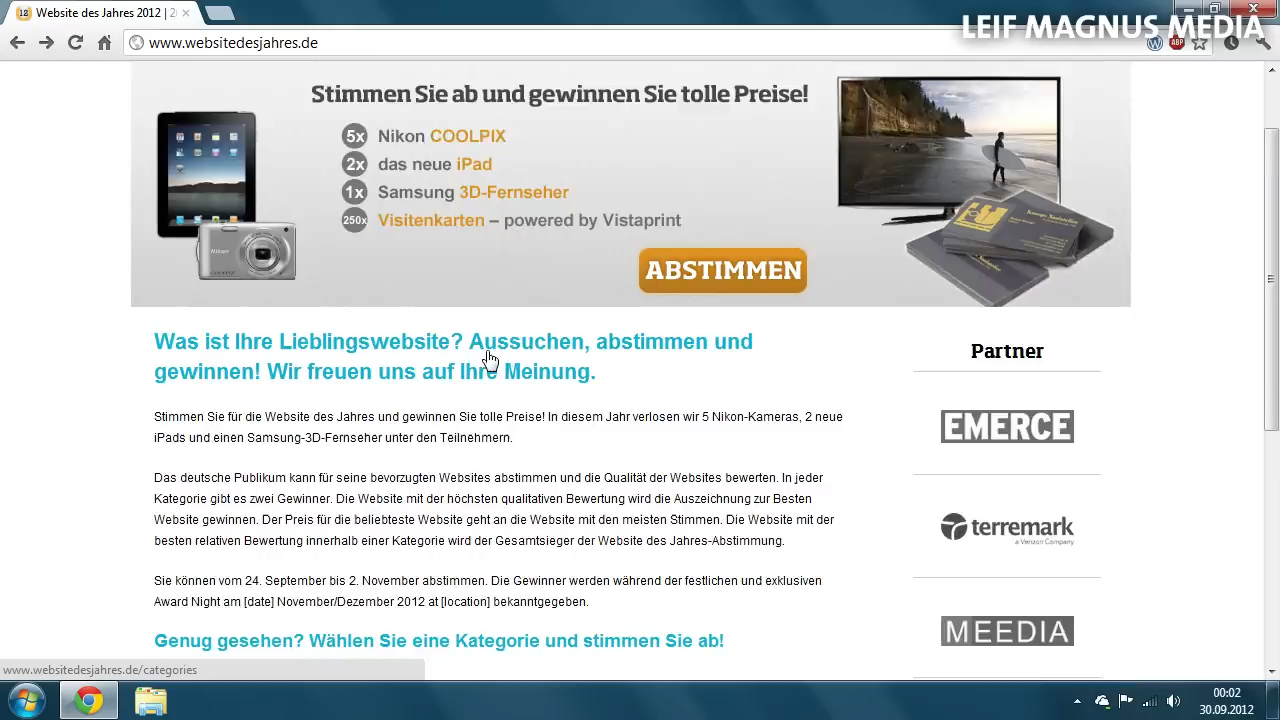 Website des Jahres 2012 | 2
LEIF MAGNUS MEDIA
www.websitedesjahres.de
ABP
Stimmen Sie ab und gewinnen Sie tolle Preise!
5x Nikon COOLPIX
2x das neue iPad
1x Samsung 3D-Fernseher
250x Visitenkarten – powered by Vistaprint
Nikon
ABSTIMMEN
Was ist Ihre Lieblingswebsite? Aussuchen, abstimmen und
gewinnen! Wir freuen uns auf Ihre Meinung.
Stimmen Sie für die Website des Jahres und gewinnen Sie tolle Preise! In diesem Jahr verlosen wir 5 Nikon-Kameras, 2 neue
iPads und einen Samsung-3D-Fernseher unter den Teilnehmern.
Das deutsche Publikum kann für seine bevorzugten Websites abstimmen und die Qualität der Websites bewerten. In jeder
Kategorie gibt es zwei Gewinner. Die Website mit der höchsten qualitativen Bewertung wird die Auszeichnung zur Besten
Website gewinnen. Der Preis für die beliebteste Website geht an die Website mit den meisten Stimmen. Die Website mit der
besten relativen Bewertung innerhalb einer Kategorie wird der Gesamtsieger der Website des Jahres-Abstimmung.
Sie können vom 24. September bis 2. November abstimmen. Die Gewinner werden während der festlichen und exklusiven
Award Night am [date] November/Dezember 2012 at [location] bekanntgegeben.
Genug gesehen? Wählen Sie eine Kategorie und stimmen Sie ab!
Partner
EMERCE
terremark
a Verizon Company
MEEDIA
www.websitedesjahres.de/categories
00:02
30.09.2012